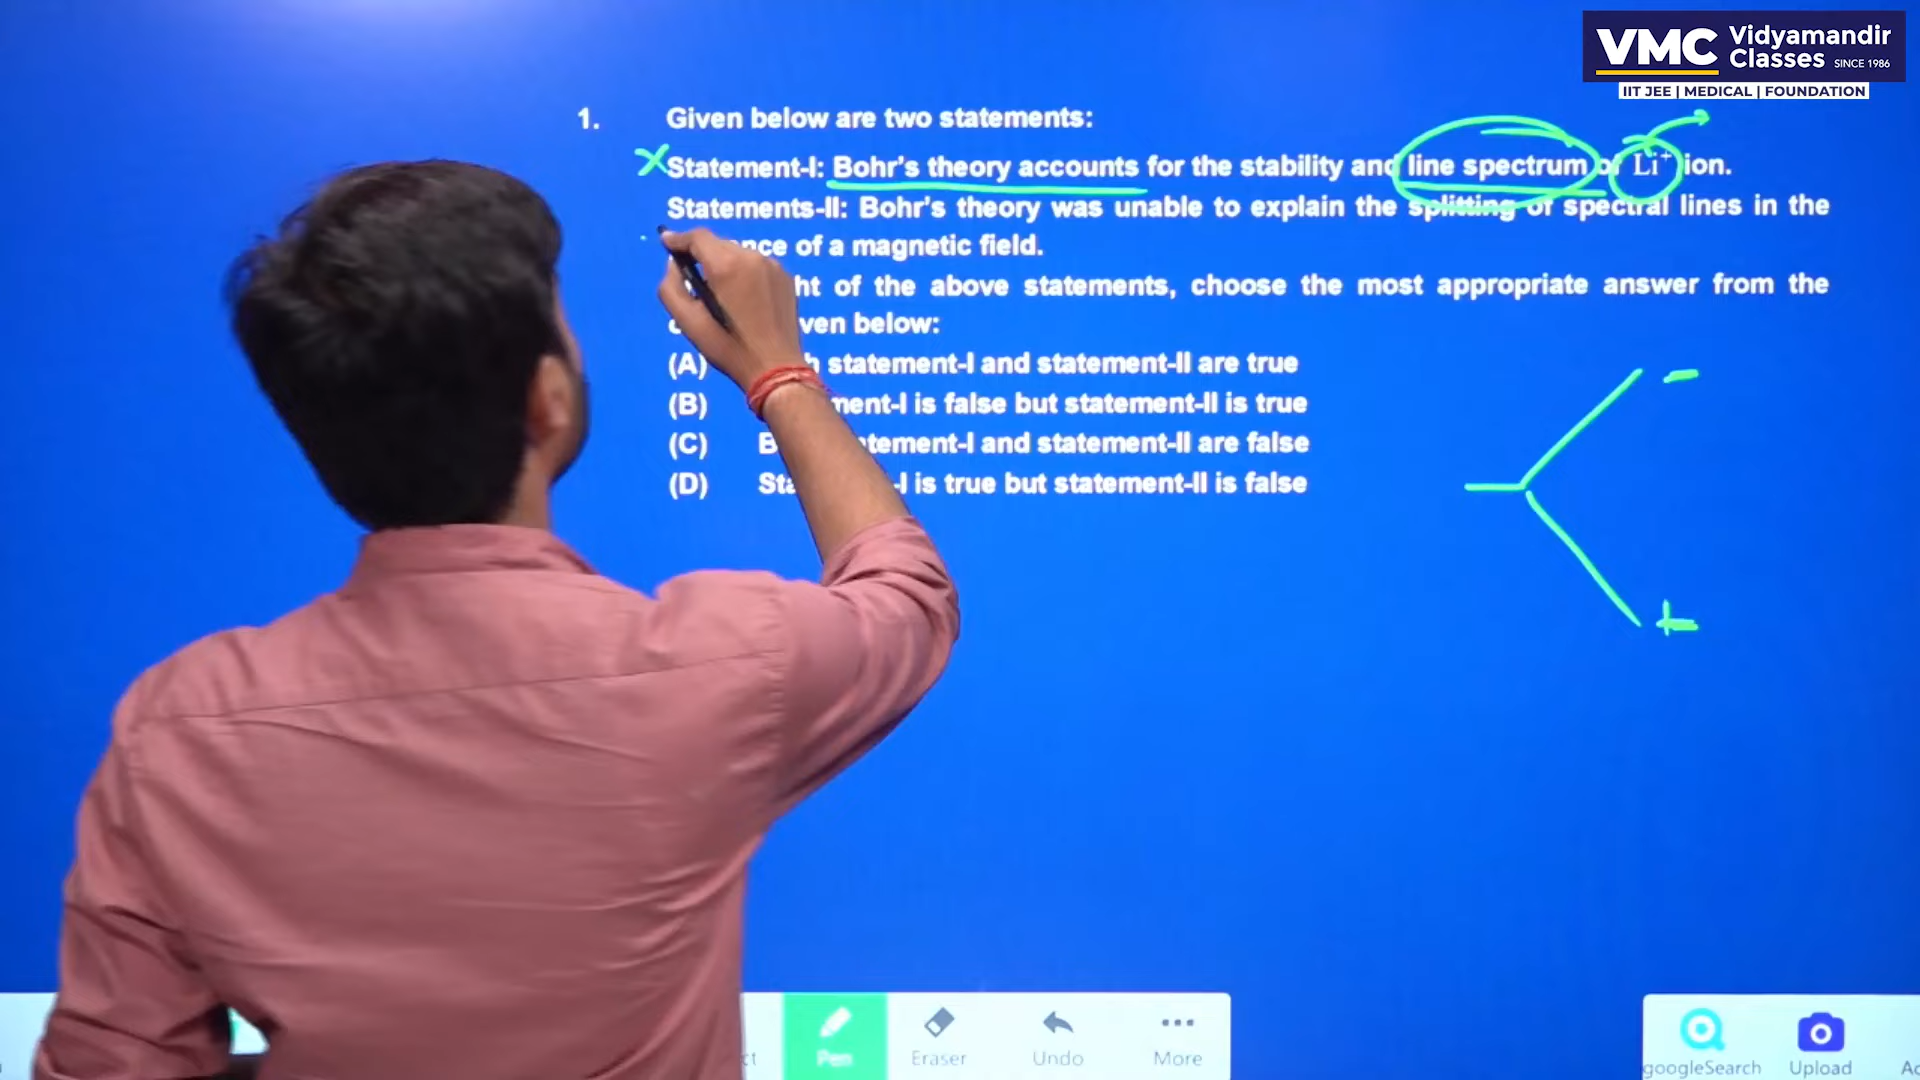 VMC Vidyamandir
Classes SINCE 1986
IIT JEE | MEDICAL | FOUNDATION
1. Given below are two statements:
X Statement-I: Bohr's theory accounts for the stability and line spectrum of Li⁺ ion.
Statements-II: Bohr's theory was unable to explain the splitting of spectral lines in the
of a magnetic field.
of the above statements, choose the most appropriate answer from the
below:
(A) statement-I and statement-II are true
(B) is false but statement-II is true
(C) and statement-II are false
(D) is true but statement-II is false
-
+
Pen
Eraser
Undo
More
googleSearch
Upload